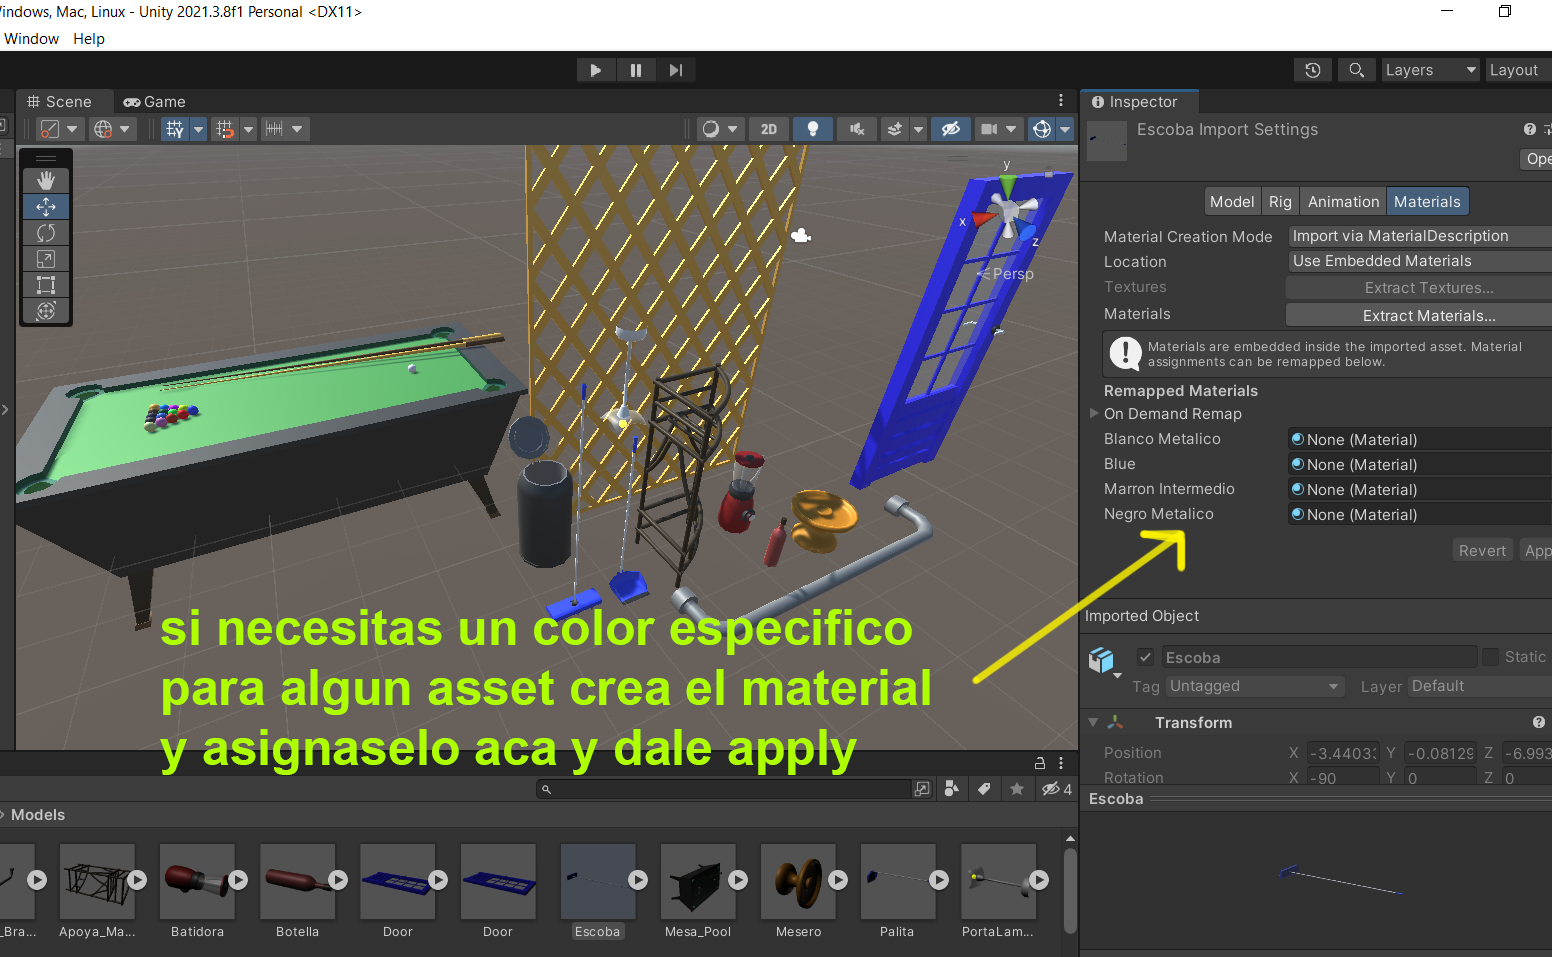 indows, Mac, Linux - Unity 2021.3.8f1 Personal <DX11>
Window Help
Layers Layout
Scene Game
2D
y
x
z
Persp
Inspector
Escoba Import Settings
Ope
Model Rig Animation Materials
Material Creation Mode Import via MaterialDescription
Location Use Embedded Materials
Textures Extract Textures...
Materials Extract Materials...
Materials are embedded inside the imported asset. Material
assignments can be remapped below.
Remapped Materials
On Demand Remap
Blanco Metalico None (Material)
Blue None (Material)
Marron Intermedio None (Material)
Negro Metalico None (Material)
Revert App
si necesitas un color especifico
para algun asset crea el material
y asignaselo aca y dale apply
Imported Object
Escoba Static
Tag Untagged Layer Default
Transform
Position X -3.4403 Y -0.08129 Z -6.993
Rotation X -90 Y 0 Z 0
Escoba
4
Models
_Bra... Apoya_Ma... Batidora Botella Door Door Escoba Mesa_Pool Mesero Palita PortaLam...